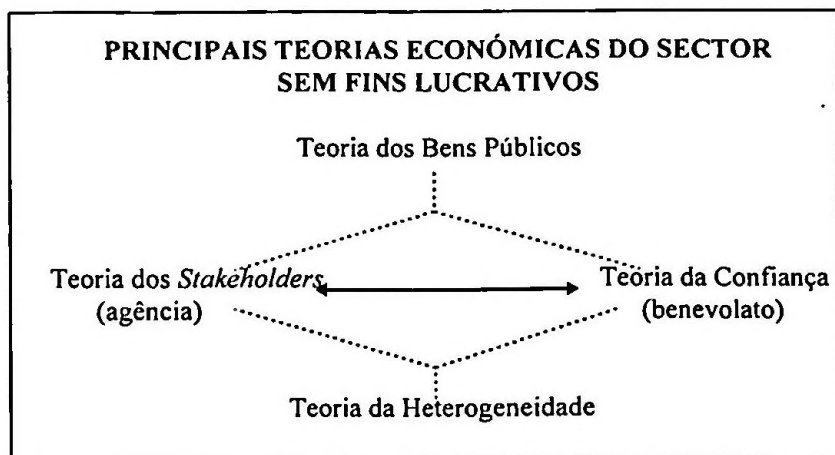 PRINCIPAIS TEORIAS ECONÓMICAS DO SECTOR
SEM FINS LUCRATIVOS
Teoria dos Bens Públicos
Teoria dos Stakeholders
(agência)
Teoria da Confiança
(benevolato)
Teoria da Heterogeneidade